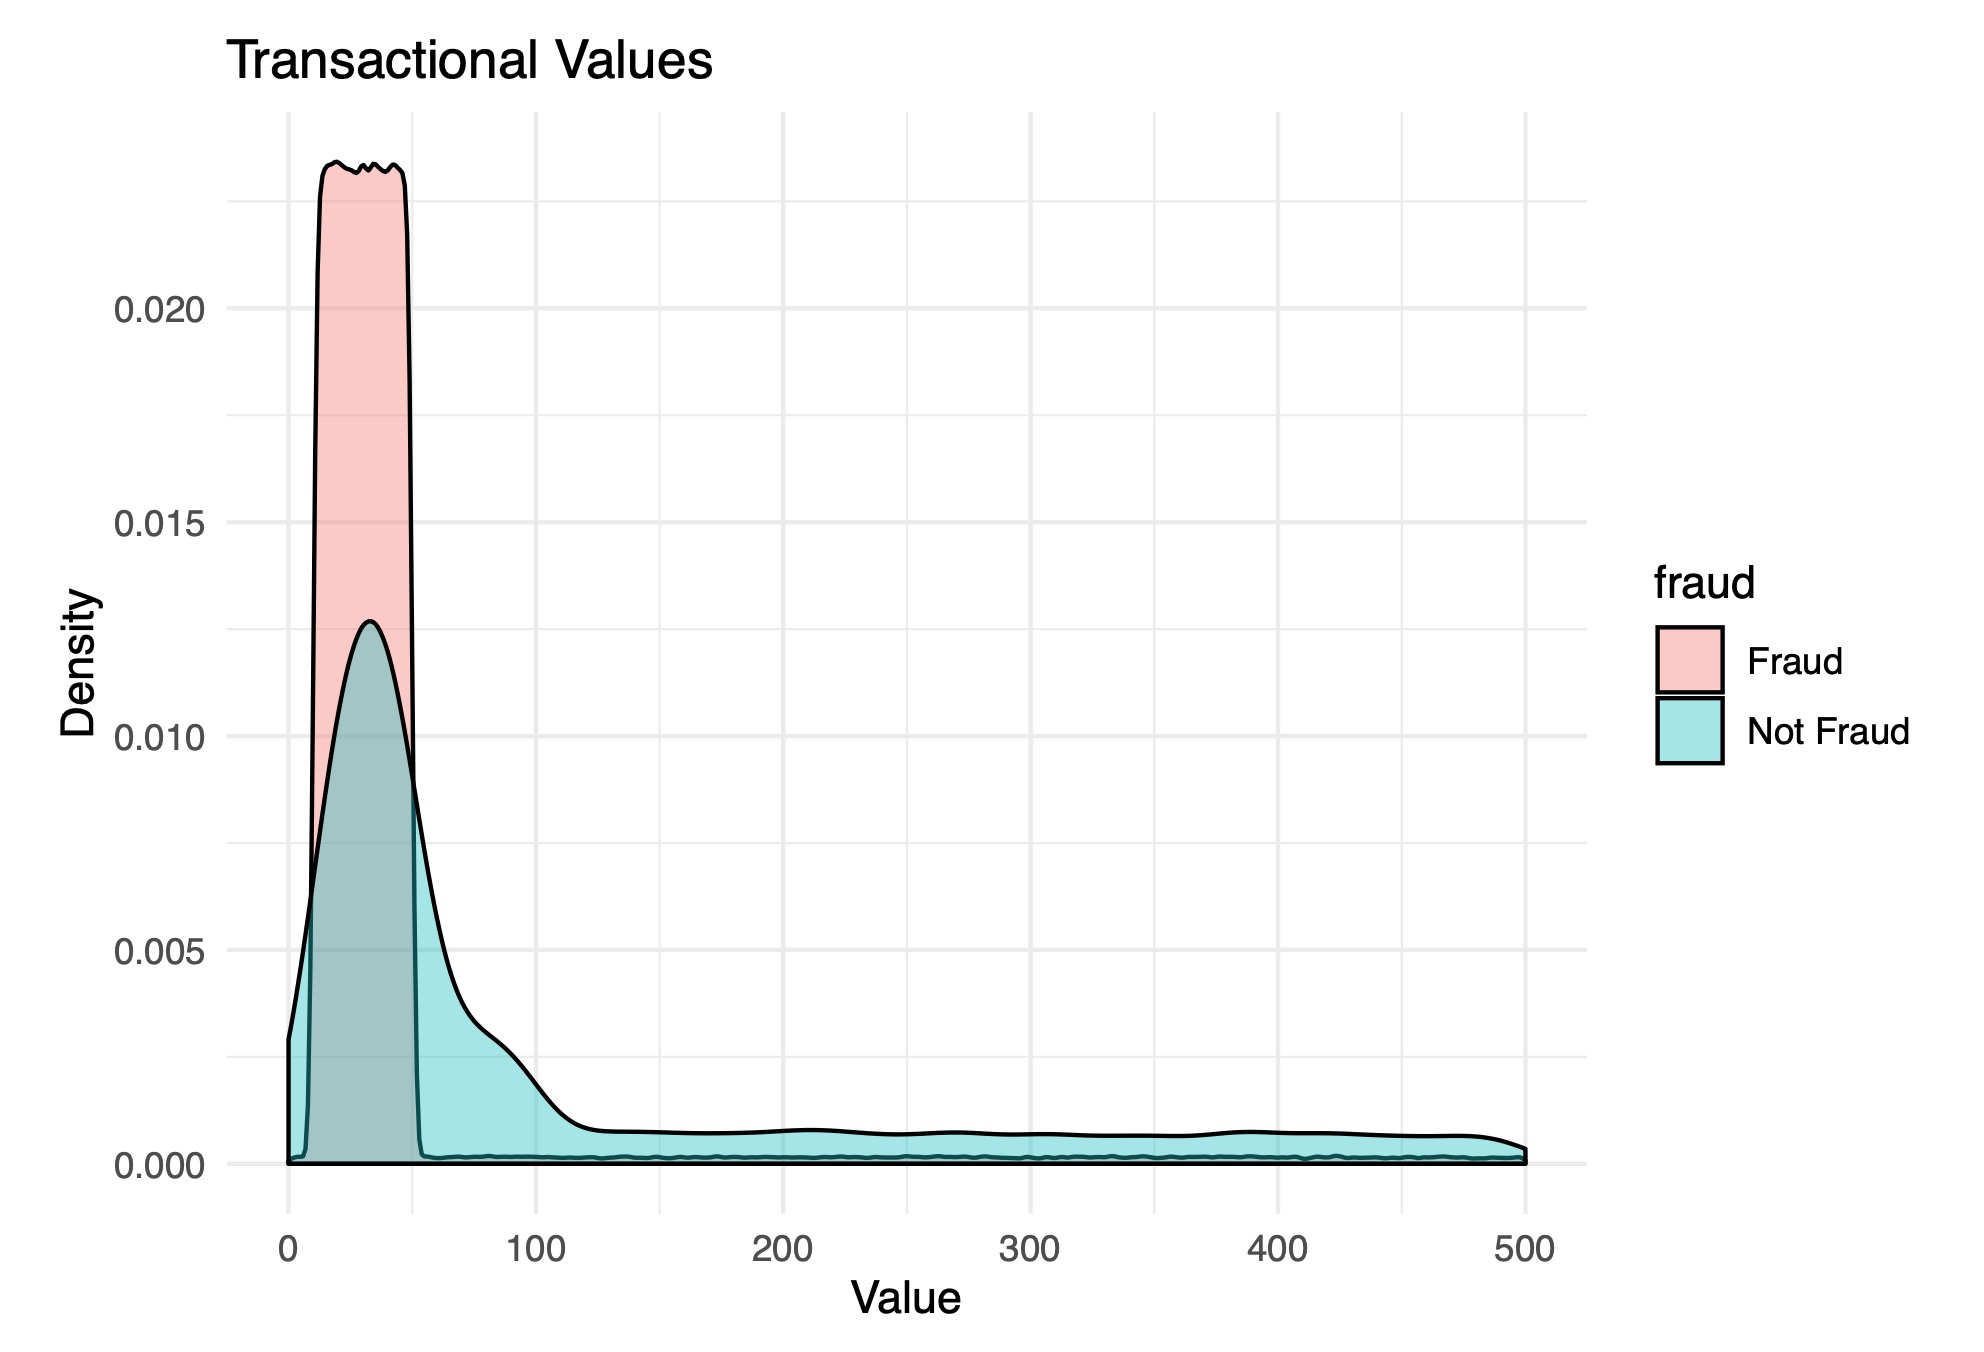 Transactional Values
Density
0.020
0.015
0.010
0.005
0.000
0 100 200 300 400 500
Value
fraud
Fraud
Not Fraud